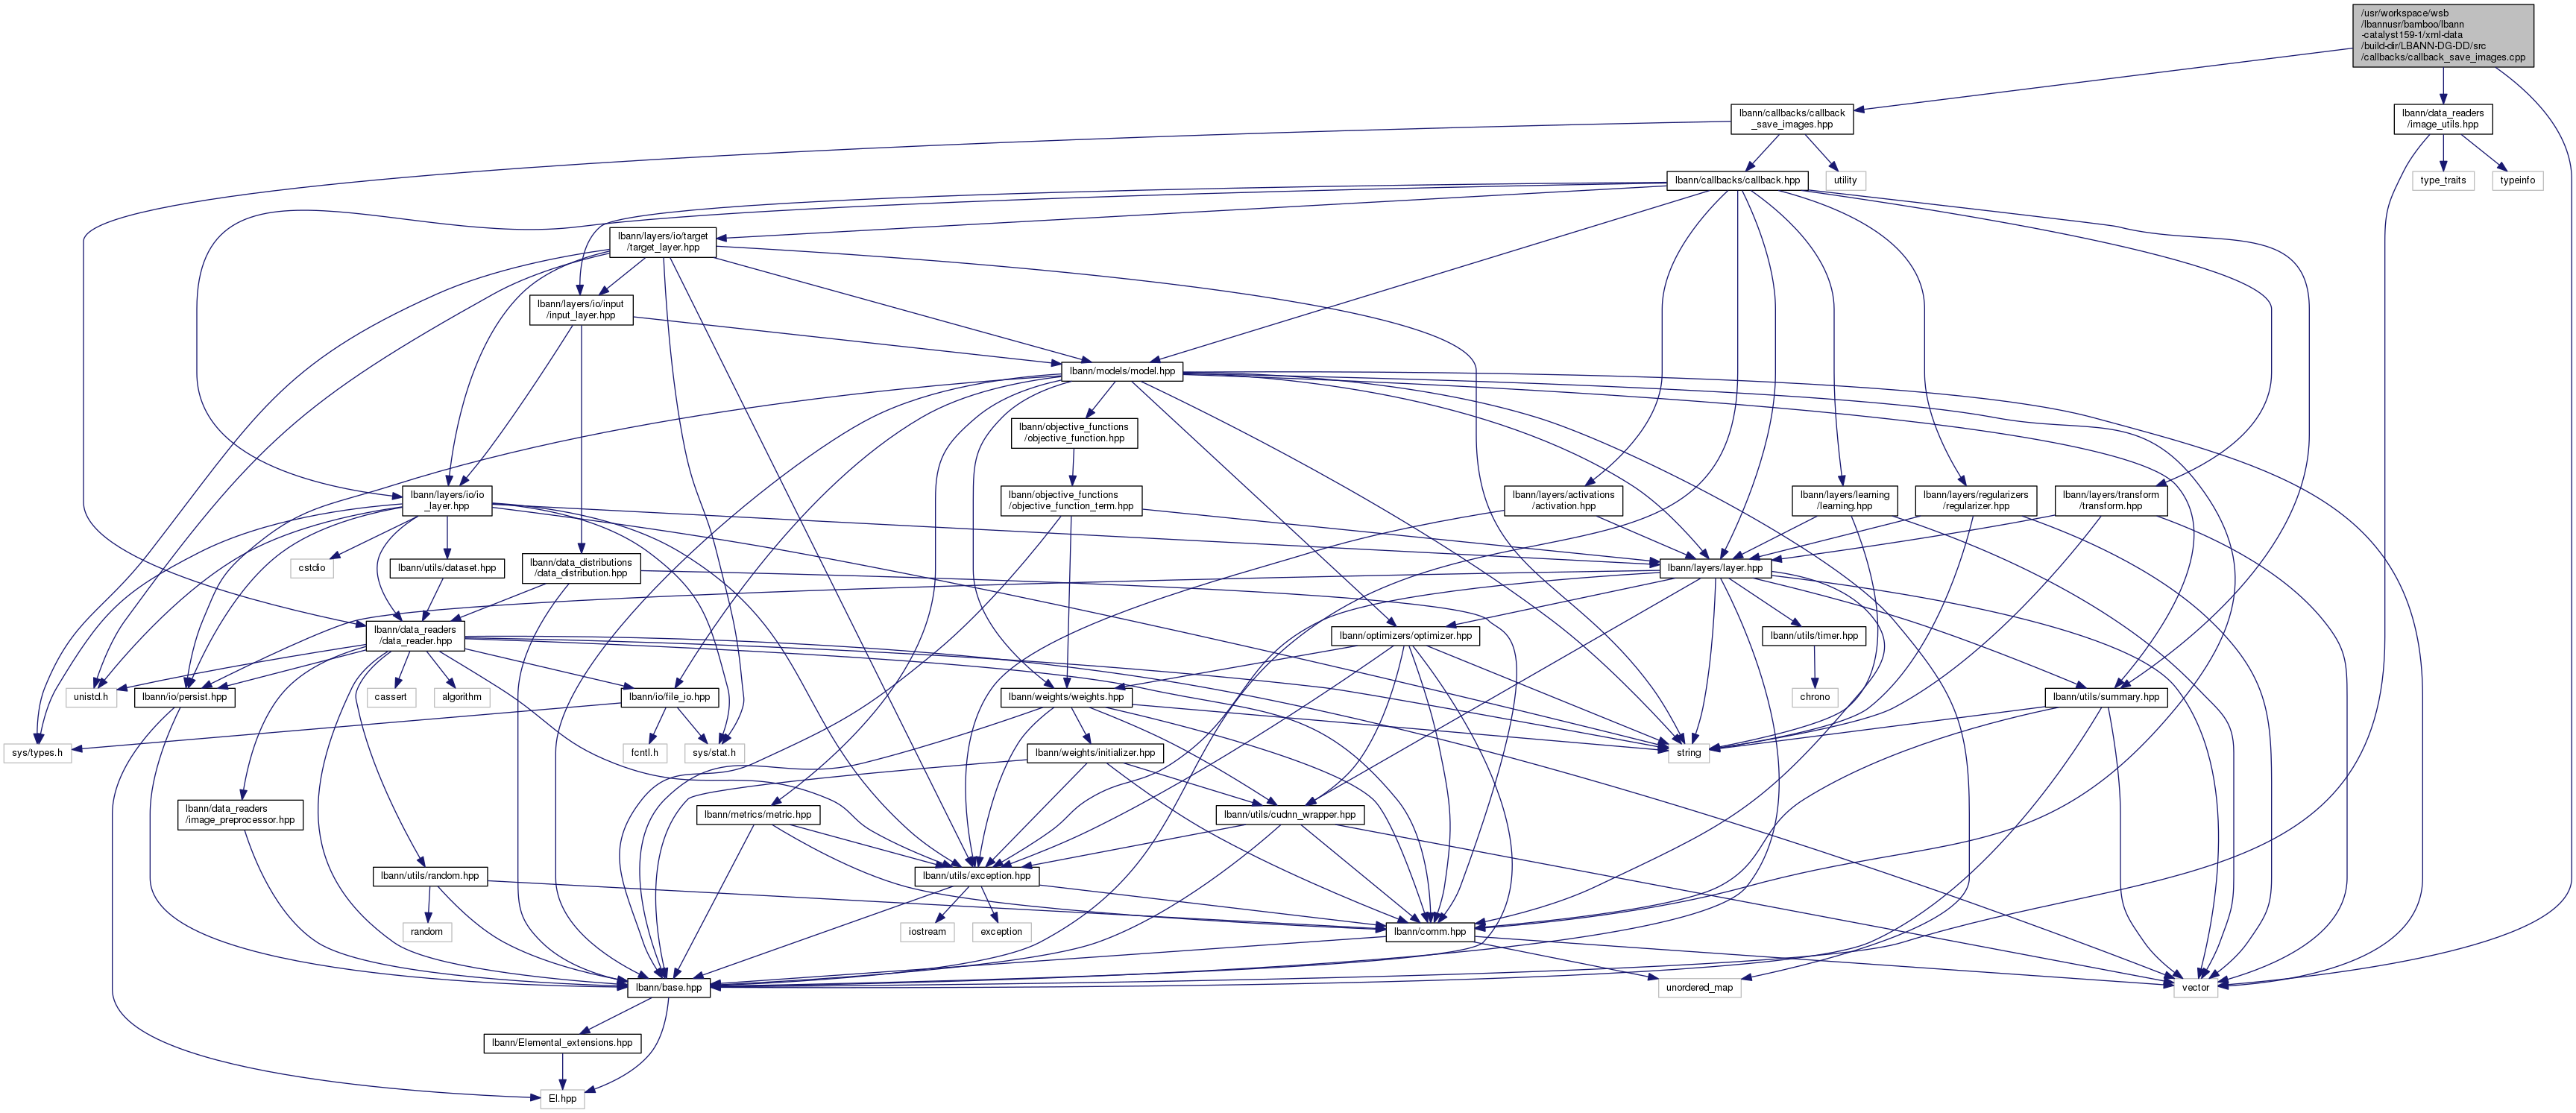 /usr/workspace/wsb
/lbannusr/bamboo/lbann
-catalyst159-1/xml-data
/build-dir/LBANN-DG-DD/src
/callbacks/callback_save_images.cpp
lbann/callbacks/callback
_save_images.hpp
lbann/data_readers
/image_utils.hpp
lbann/callbacks/callback.hpp
utility
type_traits
typeinfo
lbann/layers/io/target
/target_layer.hpp
lbann/layers/io/input
/input_layer.hpp
lbann/models/model.hpp
lbann/objective_functions
/objective_function.hpp
lbann/layers/io/io
_layer.hpp
lbann/objective_functions
/objective_function_term.hpp
lbann/layers/activations
/activation.hpp
lbann/layers/learning
/learning.hpp
lbann/layers/regularizers
/regularizer.hpp
lbann/layers/transform
/transform.hpp
cstdio
lbann/utils/dataset.hpp
lbann/data_distributions
/data_distribution.hpp
lbann/layers/layer.hpp
lbann/data_readers
/data_reader.hpp
lbann/optimizers/optimizer.hpp
lbann/utils/timer.hpp
unistd.h
lbann/io/persist.hpp
cassert
algorithm
lbann/io/file_io.hpp
lbann/weights/weights.hpp
chrono
lbann/utils/summary.hpp
sys/types.h
fcntl.h
sys/stat.h
lbann/weights/initializer.hpp
string
lbann/data_readers
/image_preprocessor.hpp
lbann/metrics/metric.hpp
lbann/utils/cudnn_wrapper.hpp
lbann/utils/random.hpp
lbann/utils/exception.hpp
random
iostream
exception
lbann/comm.hpp
lbann/base.hpp
unordered_map
vector
lbann/Elemental_extensions.hpp
El.hpp